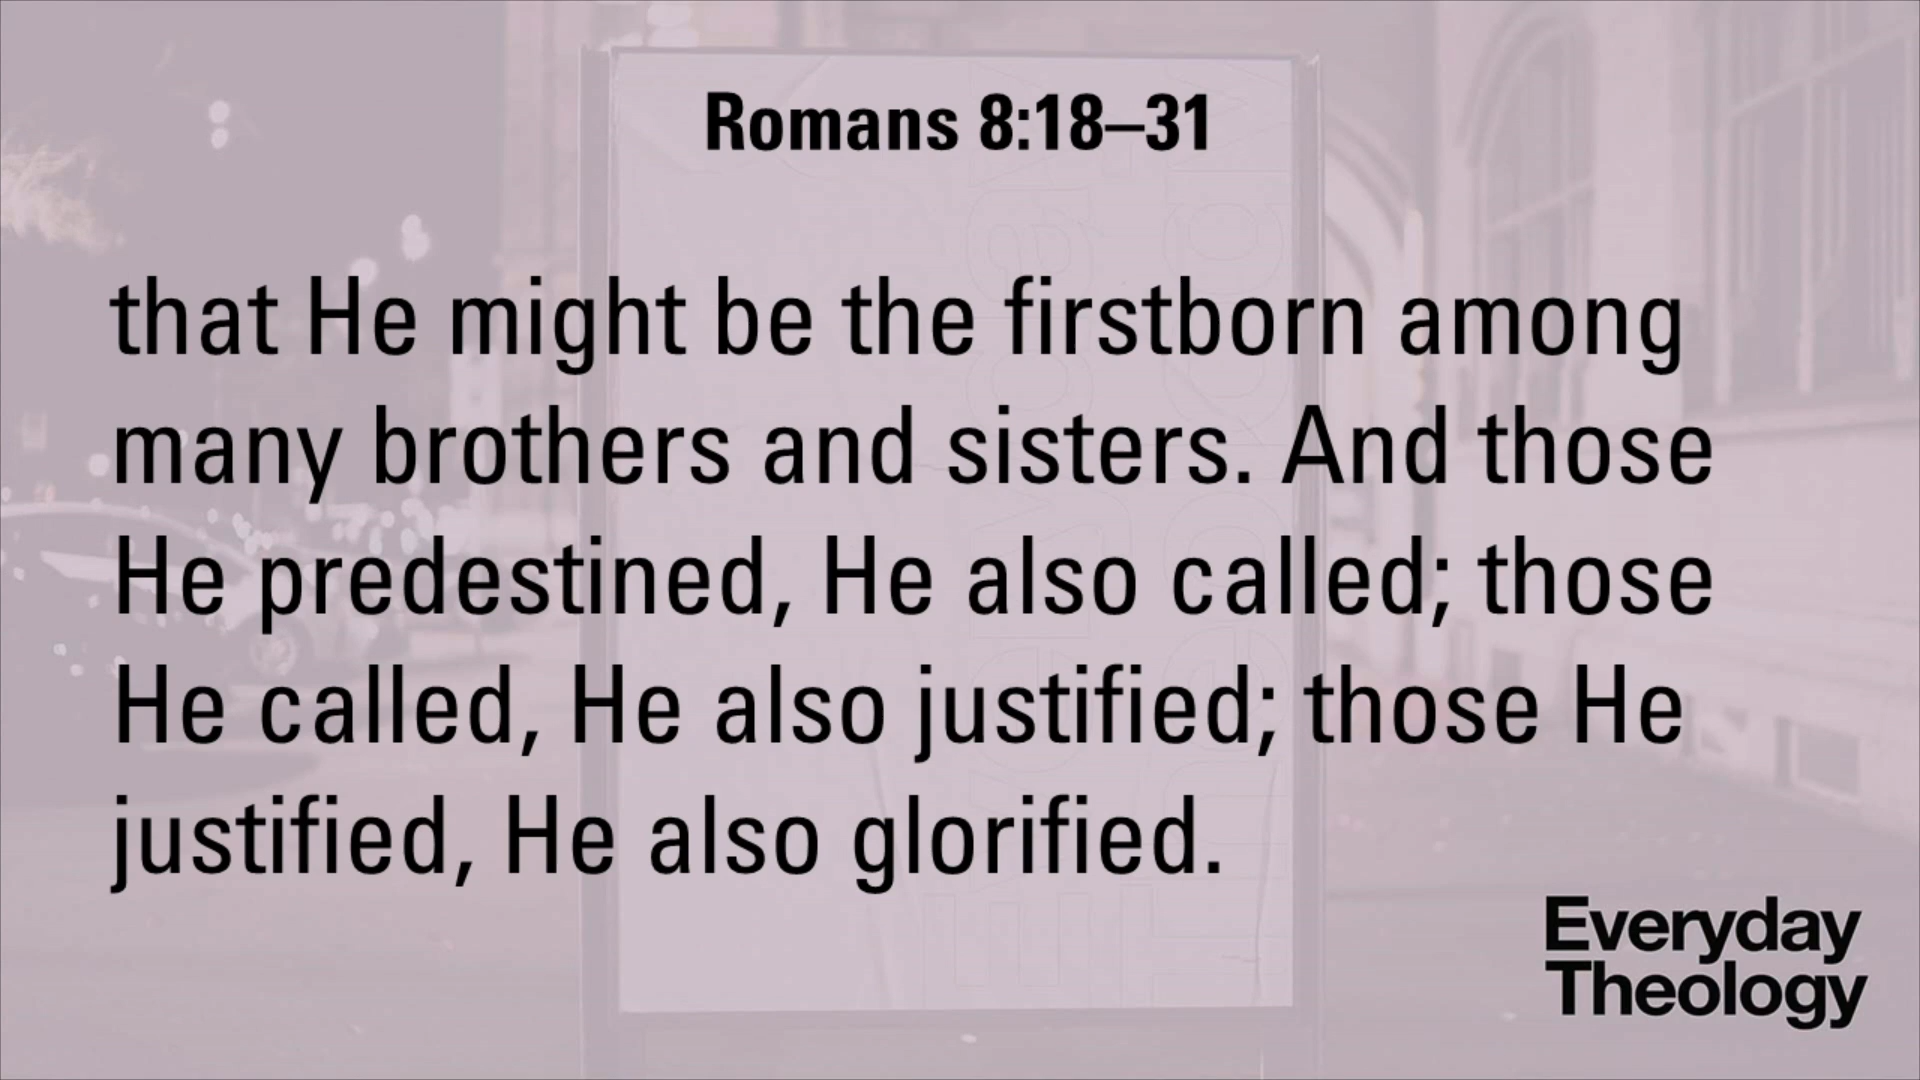 Romans 8:18–31
that He might be the firstborn among
many brothers and sisters. And those
He predestined, He also called; those
He called, He also justified; those He
justified, He also glorified.
Everyday
Theology